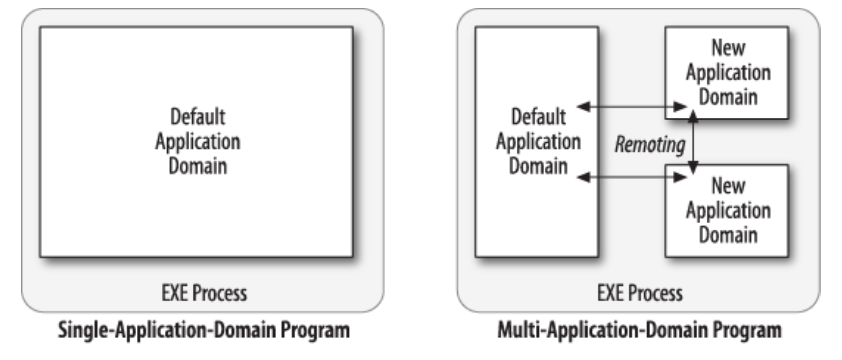 Default
Application
Domain
EXE Process
Single-Application-Domain Program
Default
Application
Domain
New
Application
Domain
Remoting
New
Application
Domain
EXE Process
Multi-Application-Domain Program